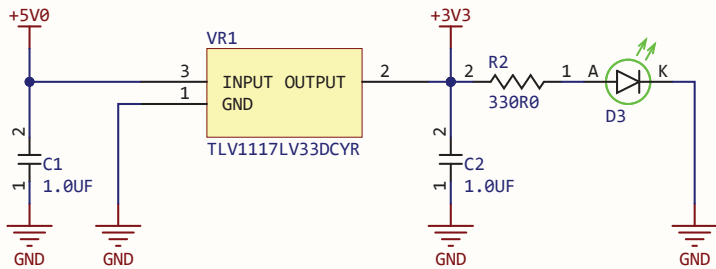 +5V0
+3V3
VR1
R2
3
INPUT OUTPUT
2
2
1
A
K
1
GND
330R0
D3
TLV1117LV33DCYR
2
C1
1
1.0UF
2
C2
1
1.0UF
GND
GND
GND
GND